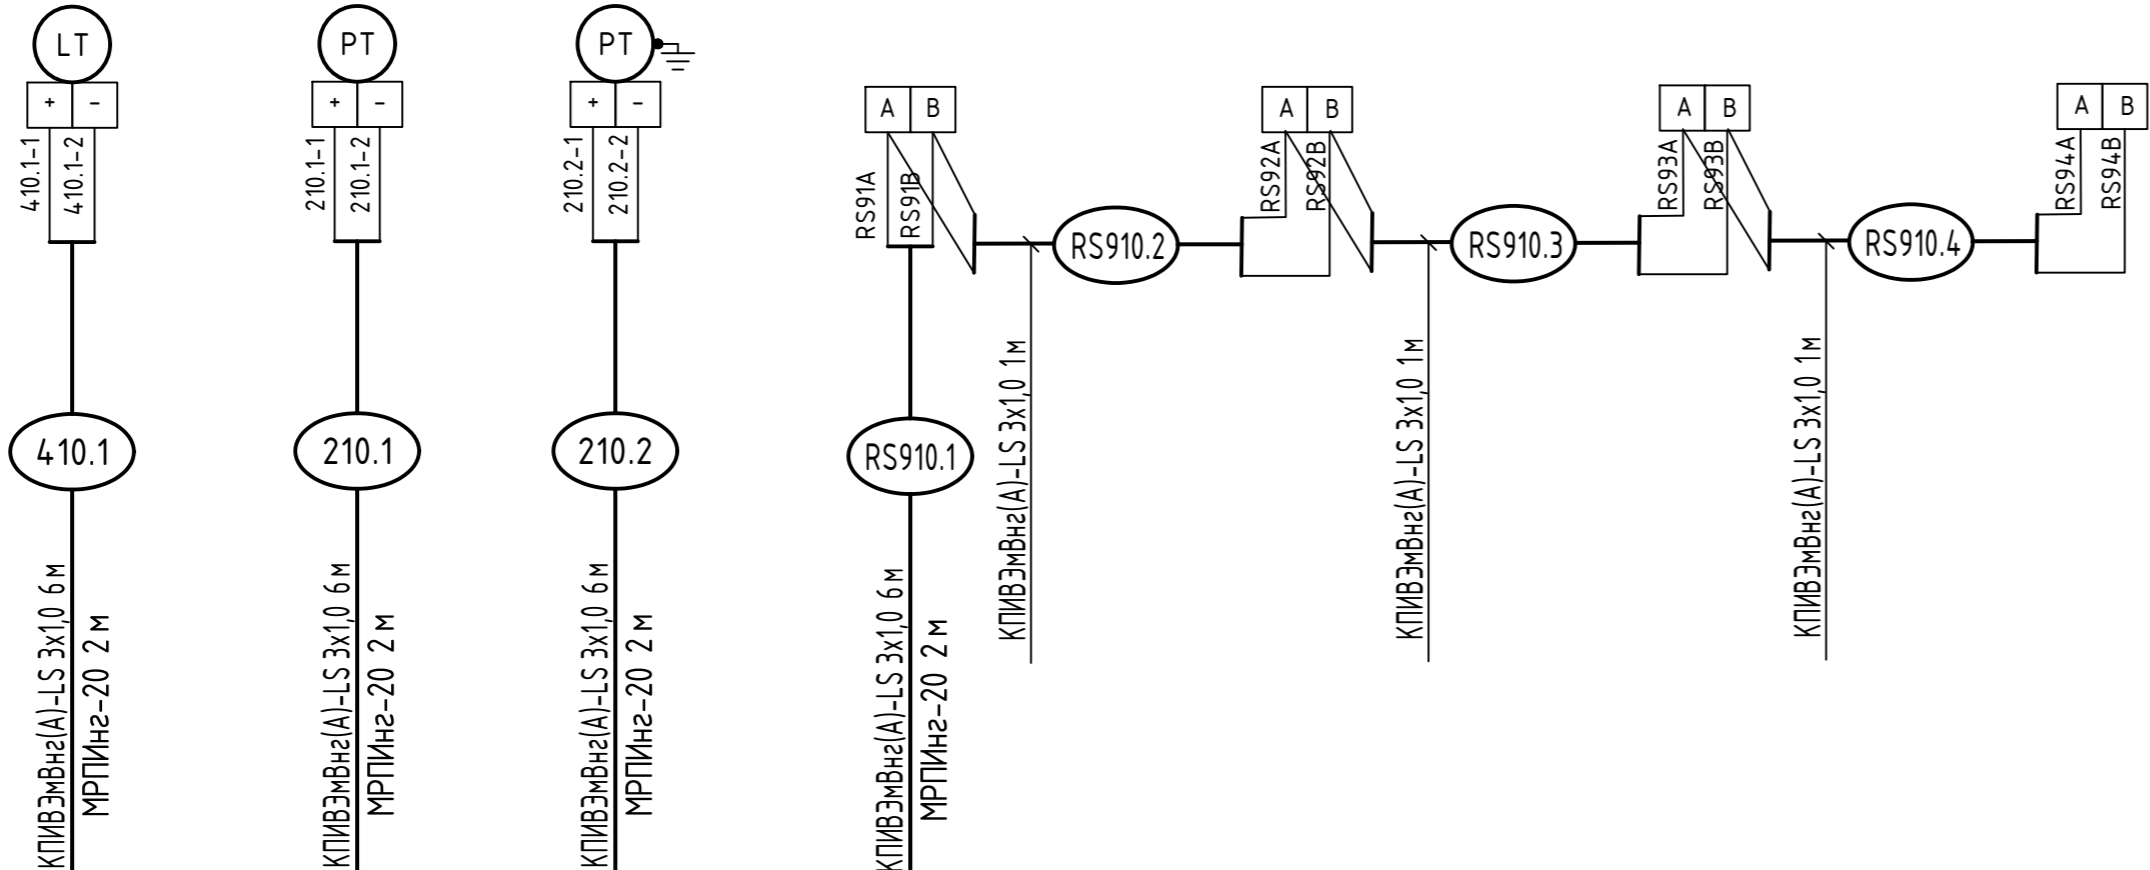 LT
+ -
410.1-1
410.1-2
410.1
КПИВЭмВнг(А)-LS 3х1,0 6м
МРПИнг-20 2м
PT
+ -
210.1-1
210.1-2
210.1
КПИВЭмВнг(А)-LS 3х1,0 6м
МРПИнг-20 2м
PT
+ -
210.2-1
210.2-2
210.2
КПИВЭмВнг(А)-LS 3х1,0 6м
МРПИнг-20 2м
A B
RS91A
RS91B
RS910.1
КПИВЭмВнг(А)-LS 3х1,0 6м
МРПИнг-20 2м
RS910.2
КПИВЭмВнг(А)-LS 3х1,0 1м
A B
RS92A
RS92B
RS910.3
КПИВЭмВнг(А)-LS 3х1,0 1м
A B
RS93A
RS93B
RS910.4
КПИВЭмВнг(А)-LS 3х1,0 1м
A B
RS94A
RS94B